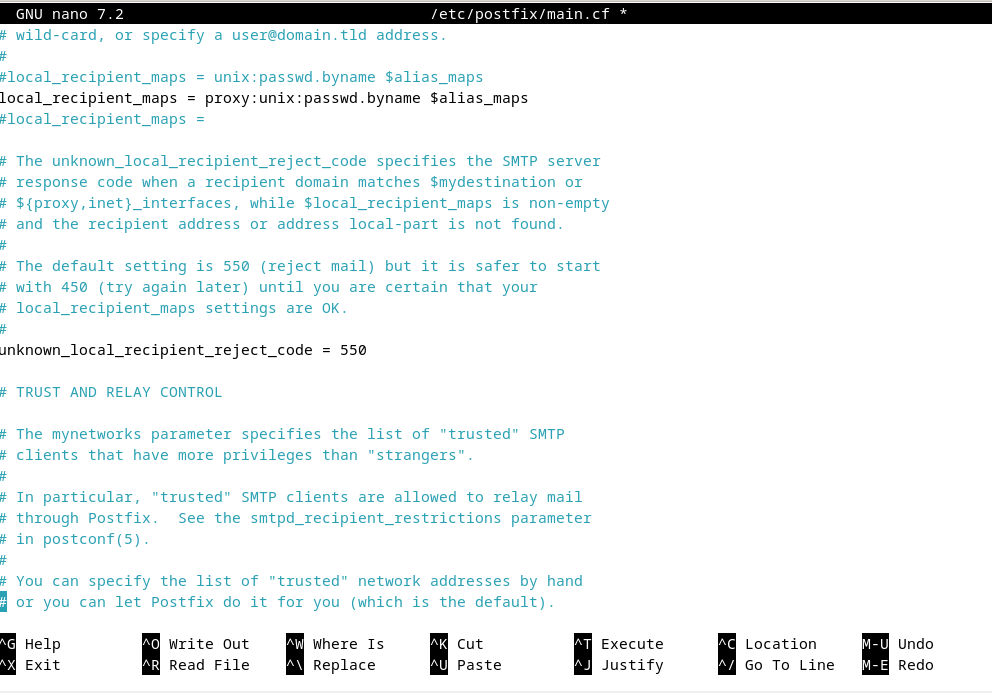 GNU nano 7.2 /etc/postfix/main.cf *
# wild-card, or specify a user@domain.tld address.
#
#local_recipient_maps = unix:passwd.byname $alias_maps
local_recipient_maps = proxy:unix:passwd.byname $alias_maps
#local_recipient_maps =
# The unknown_local_recipient_reject_code specifies the SMTP server
# response code when a recipient domain matches $mydestination or
# ${proxy,inet}_interfaces, while $local_recipient_maps is non-empty
# and the recipient address or address local-part is not found.
#
# The default setting is 550 (reject mail) but it is safer to start
# with 450 (try again later) until you are certain that your
# local_recipient_maps settings are OK.
#
unknown_local_recipient_reject_code = 550
# TRUST AND RELAY CONTROL
# The mynetworks parameter specifies the list of "trusted" SMTP
# clients that have more privileges than "strangers".
#
# In particular, "trusted" SMTP clients are allowed to relay mail
# through Postfix.  See the smtpd_recipient_restrictions parameter
# in postconf(5).
#
# You can specify the list of "trusted" network addresses by hand
# or you can let Postfix do it for you (which is the default).
^G Help ^O Write Out ^W Where Is ^K Cut ^T Execute ^C Location M-U Undo
^X Exit ^R Read File ^\ Replace ^U Paste ^J Justify ^/ Go To Line M-E Redo